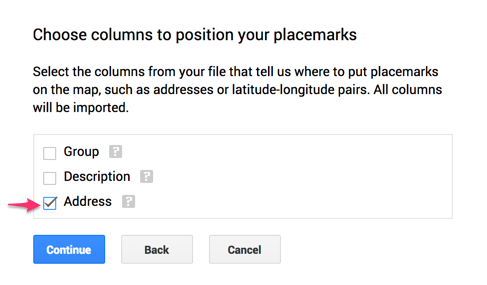 Choose columns to position your placemarks
Select the columns from your file that tell us where to put placemarks
on the map, such as addresses or latitude-longitude pairs. All columns
will be imported.
Group ?
Description ?
Address ?
Continue Back Cancel